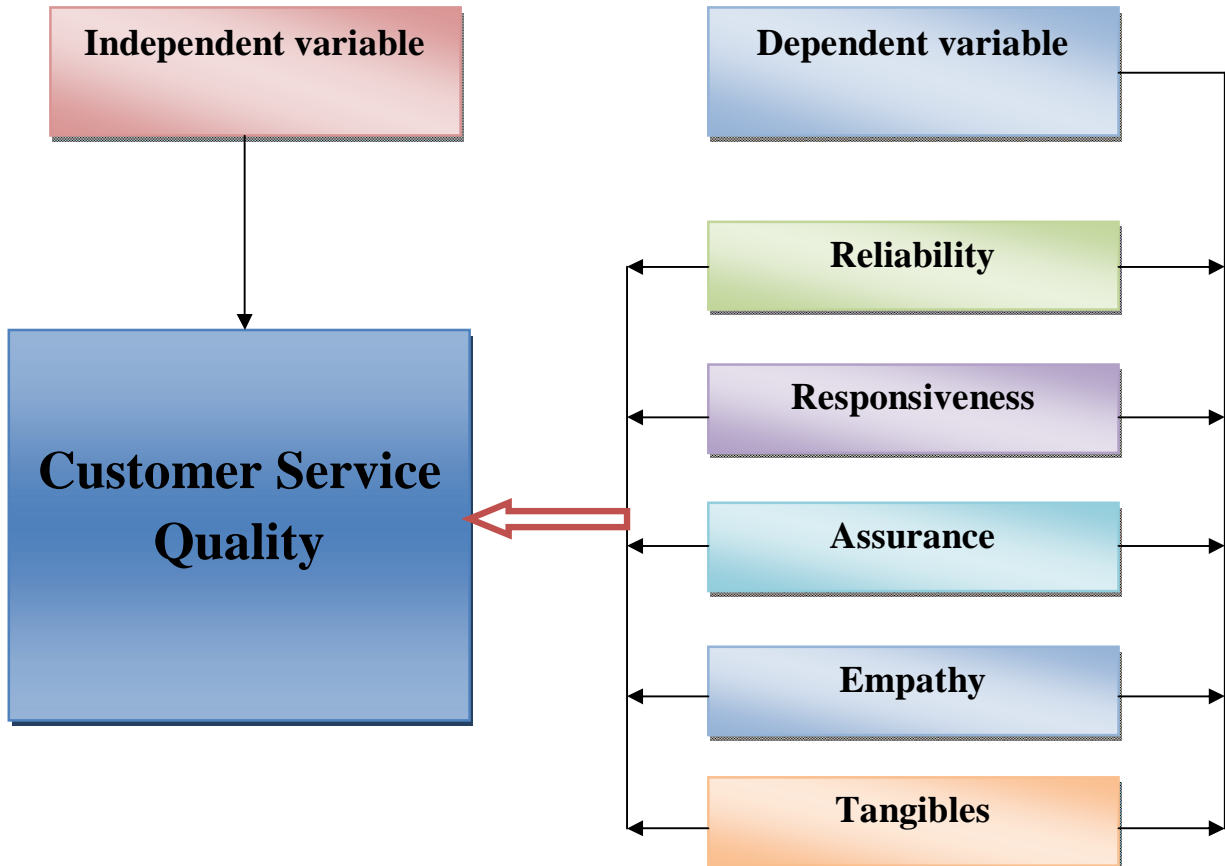 Independent variable
Dependent variable
Reliability
Responsiveness
Customer Service
Quality
Assurance
Empathy
Tangibles